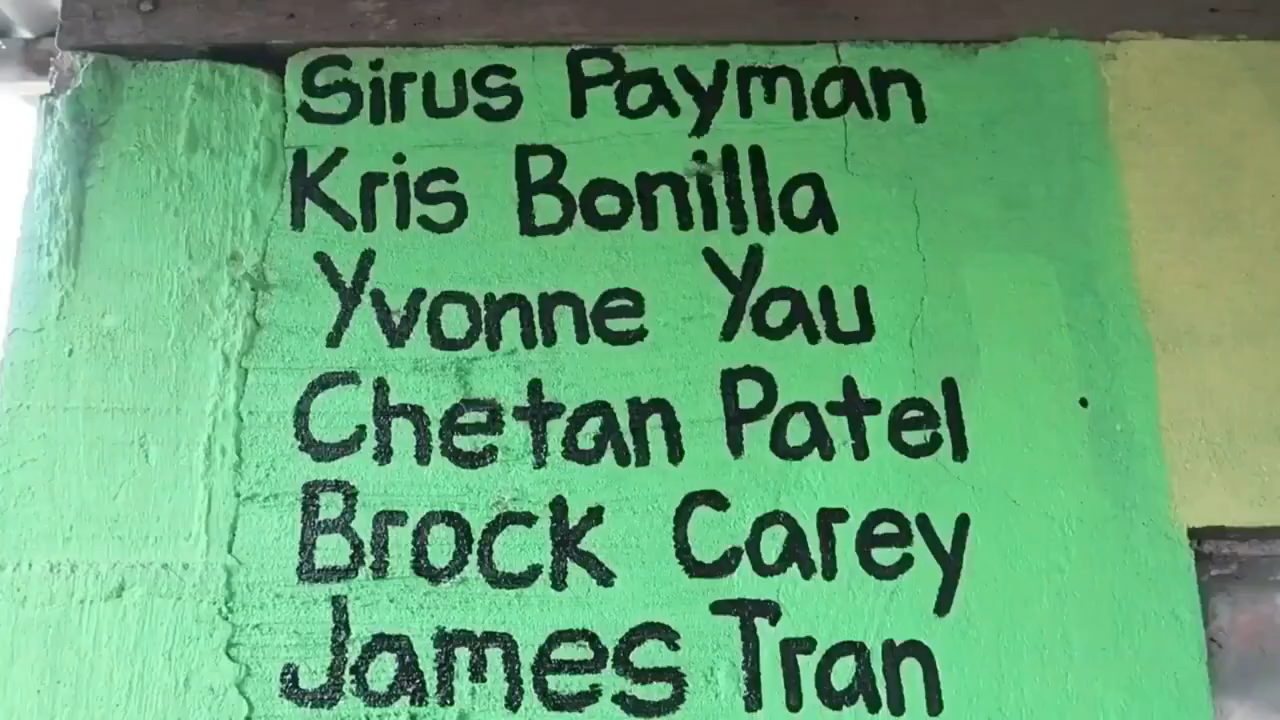 Sirus Payman
Kris Bonilla
Yvonne Yau
Chetan Patel
Brock Carey
James Tran